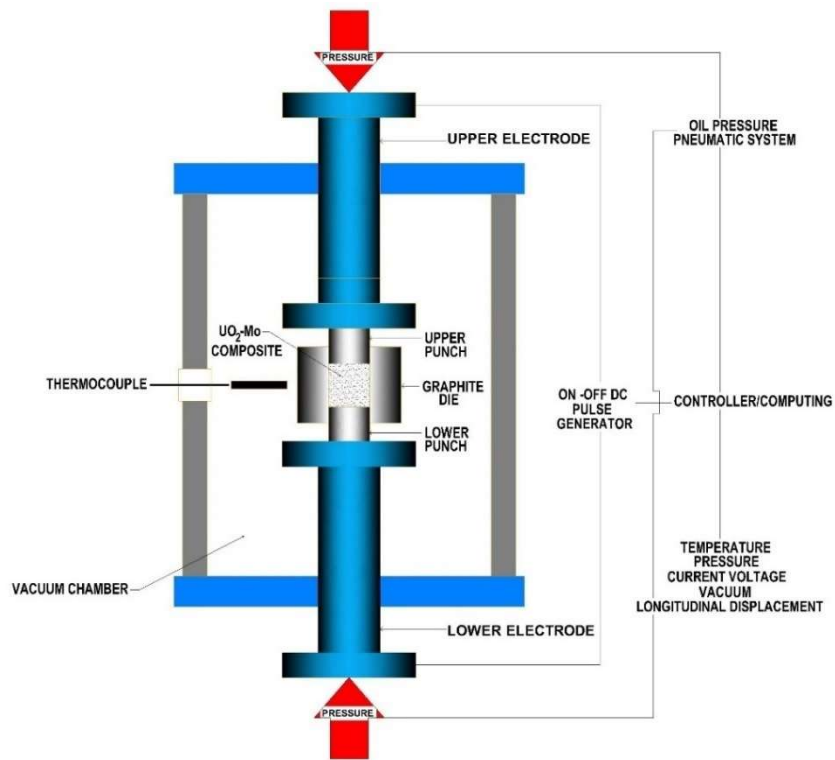 PRESSURE
UPPER ELECTRODE
OIL PRESSURE
PNEUMATIC SYSTEM
UO₂-Mo
COMPOSITE
UPPER
PUNCH
THERMOCOUPLE
GRAPHITE
DIE
ON -OFF DC
PULSE
GENERATOR
CONTROLLER/COMPUTING
LOWER
PUNCH
VACUUM CHAMBER
TEMPERATURE
PRESSURE
CURRENT VOLTAGE
VACUUM
LONGITUDINAL DISPLACEMENT
LOWER ELECTRODE
PRESSURE